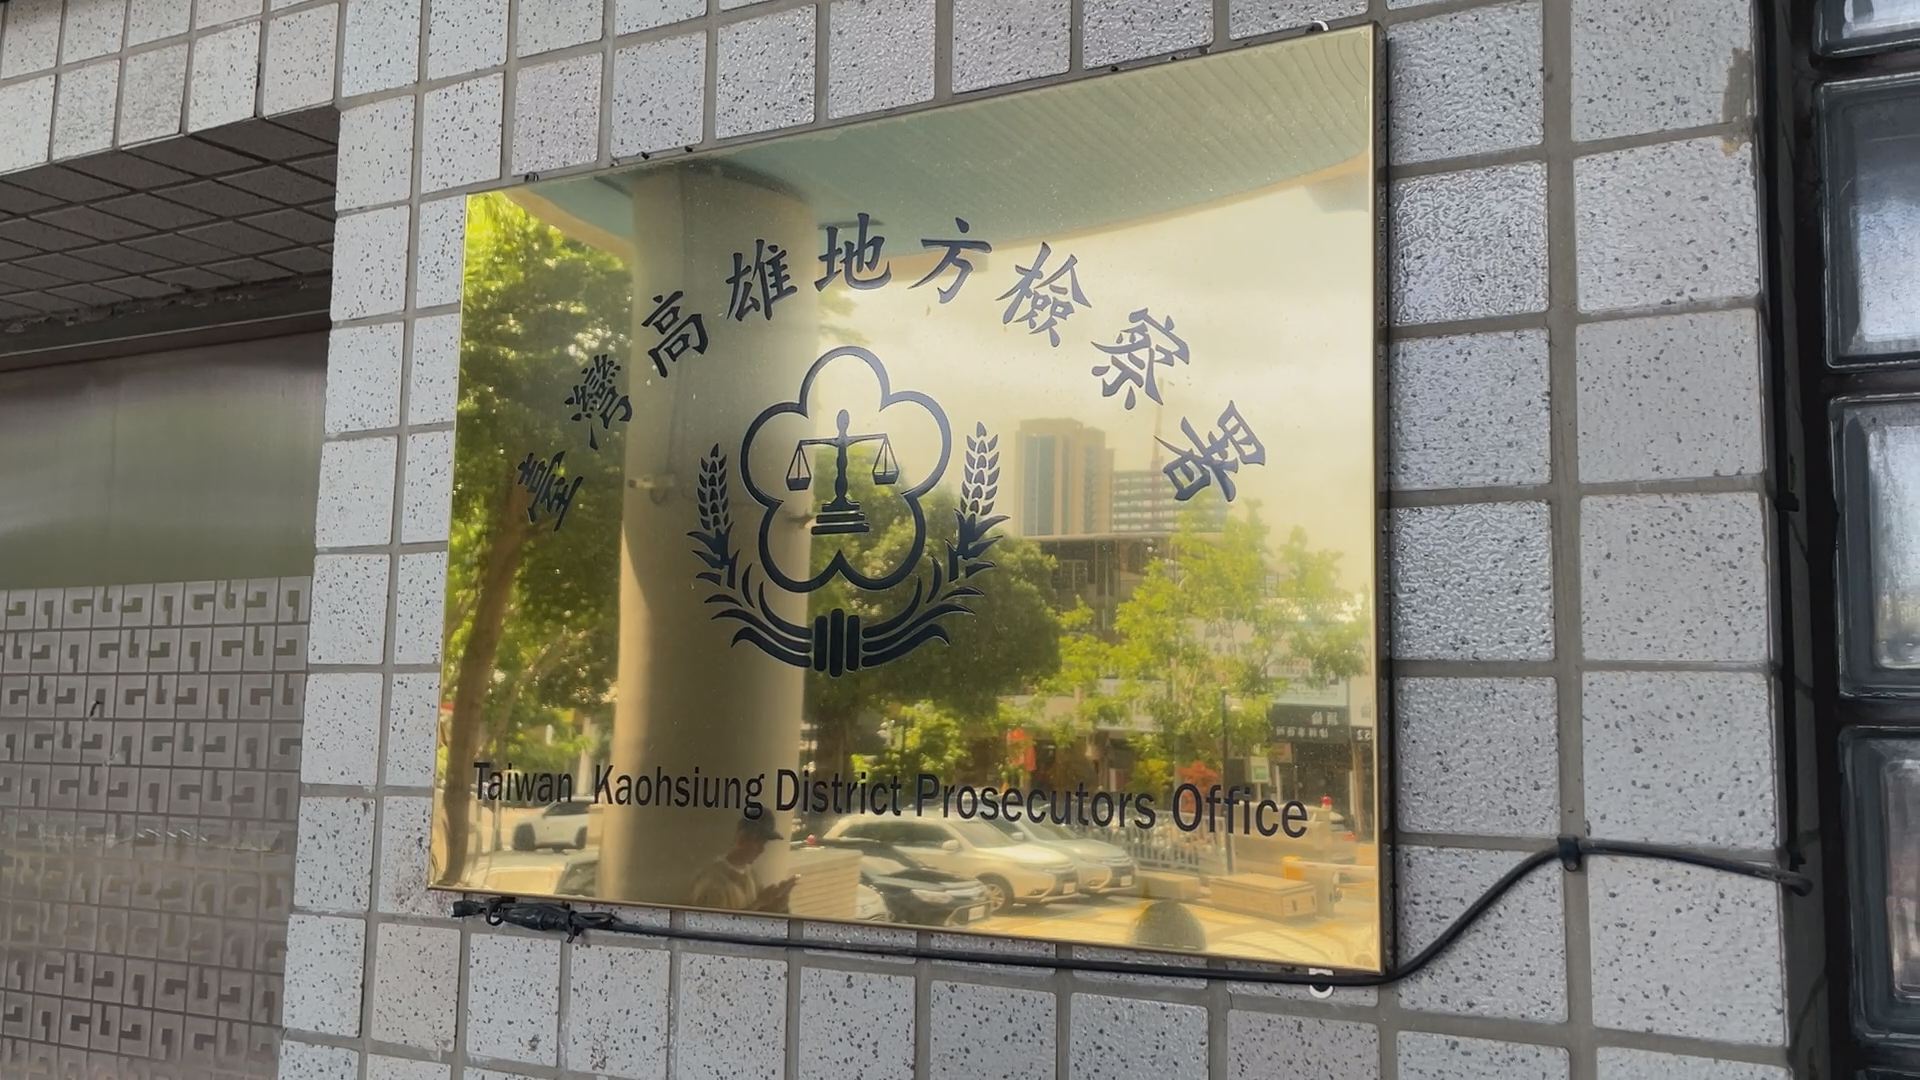 臺灣高雄地方檢察署
Taiwan Kaohsiung District Prosecutors Office